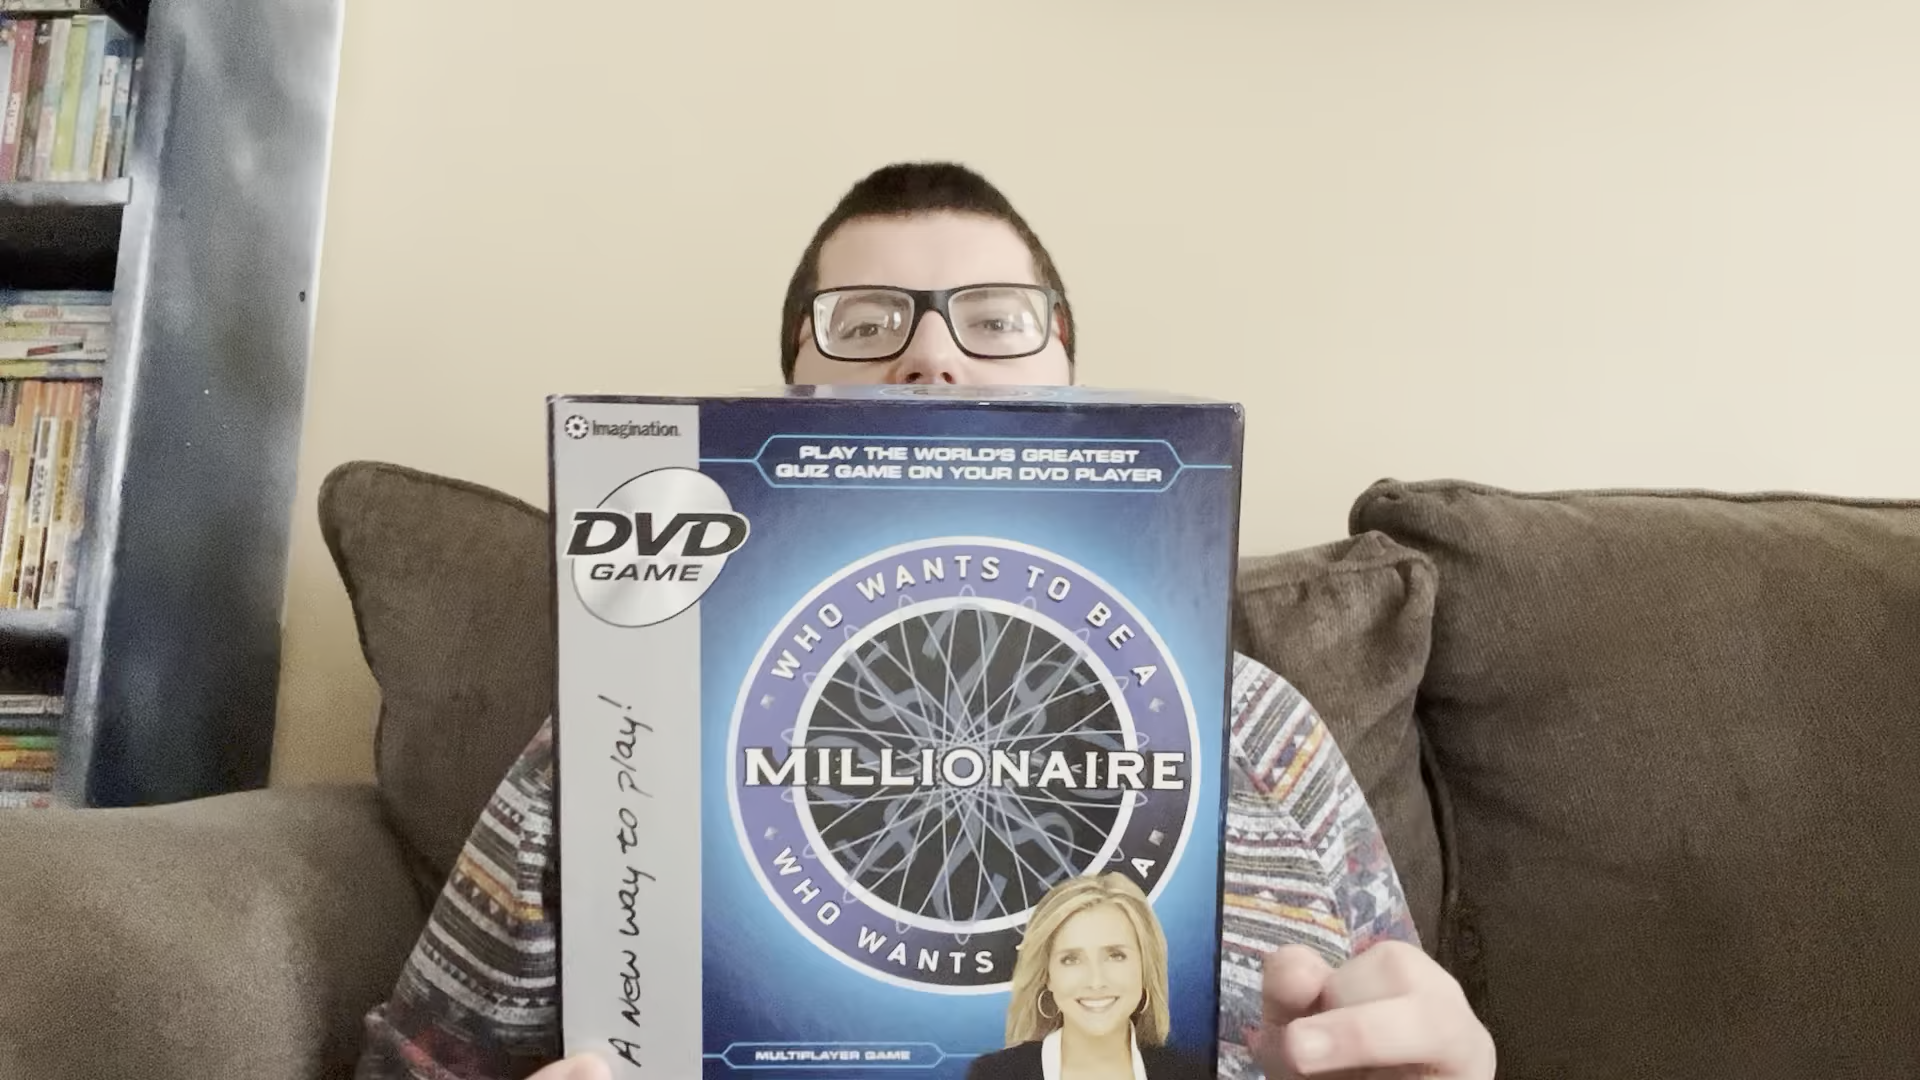 Imagination
PLAY THE WORLD'S GREATEST
QUIZ GAME ON YOUR DVD PLAYER
DVD
GAME
WHO WANTS TO BE A
MILLIONAIRE
WHO WANTS
A
A new way to play!
MULTIPLAYER GAME